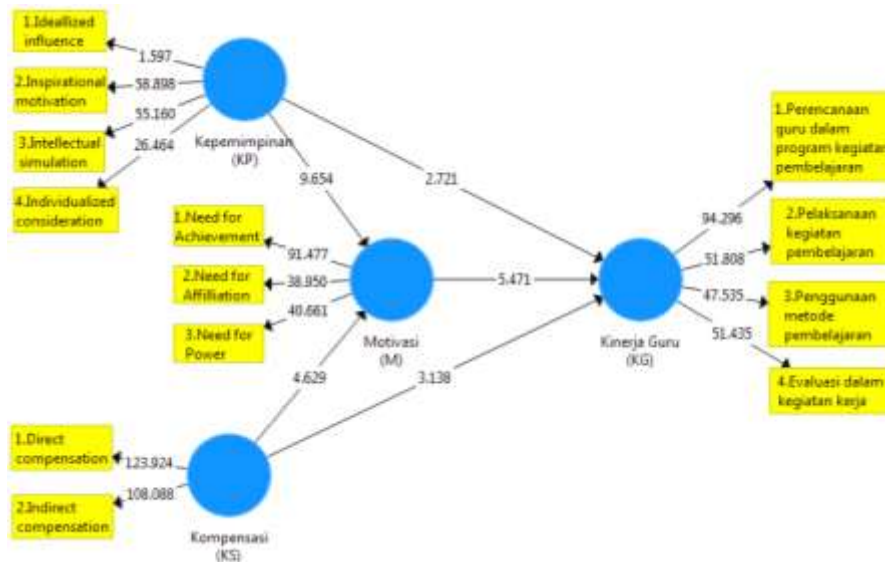 1.Ideallized
influence
2.Inspirational
motivation
3.Intellectual
simulation
4.Individualized
consideration
1.597
58.898
55.160
26.464
Kepemimpinan
(KP)
9.654
2.721
1.Need for
Achievement
2.Need for
Affilliation
3.Need for
Power
91.477
38.950
40.661
Motivasi
(M)
5.471
4.629
3.138
1.Direct
compensation
2.Indirect
compensation
123.924
108.088
Kompensasi
(KS)
Kinerja Guru
(KG)
94.296
51.808
47.535
51.435
1.Perencanaan
guru dalam
program kegiatan
pembelajaran
2.Pelaksanaan
kegiatan
pembelajaran
3.Penggunaan
metode
pembelajaran
4.Evaluasi dalam
kegiatan kerja